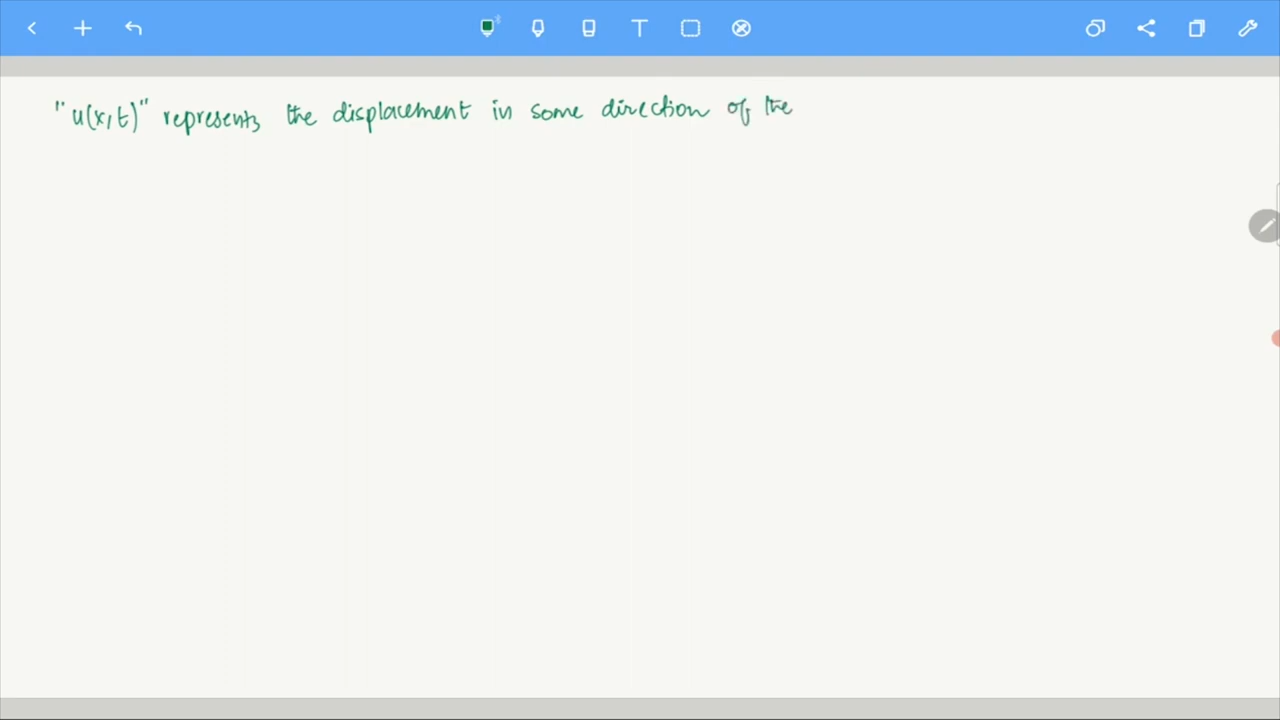 "u(x,t)" represents the displacement in some direction of the